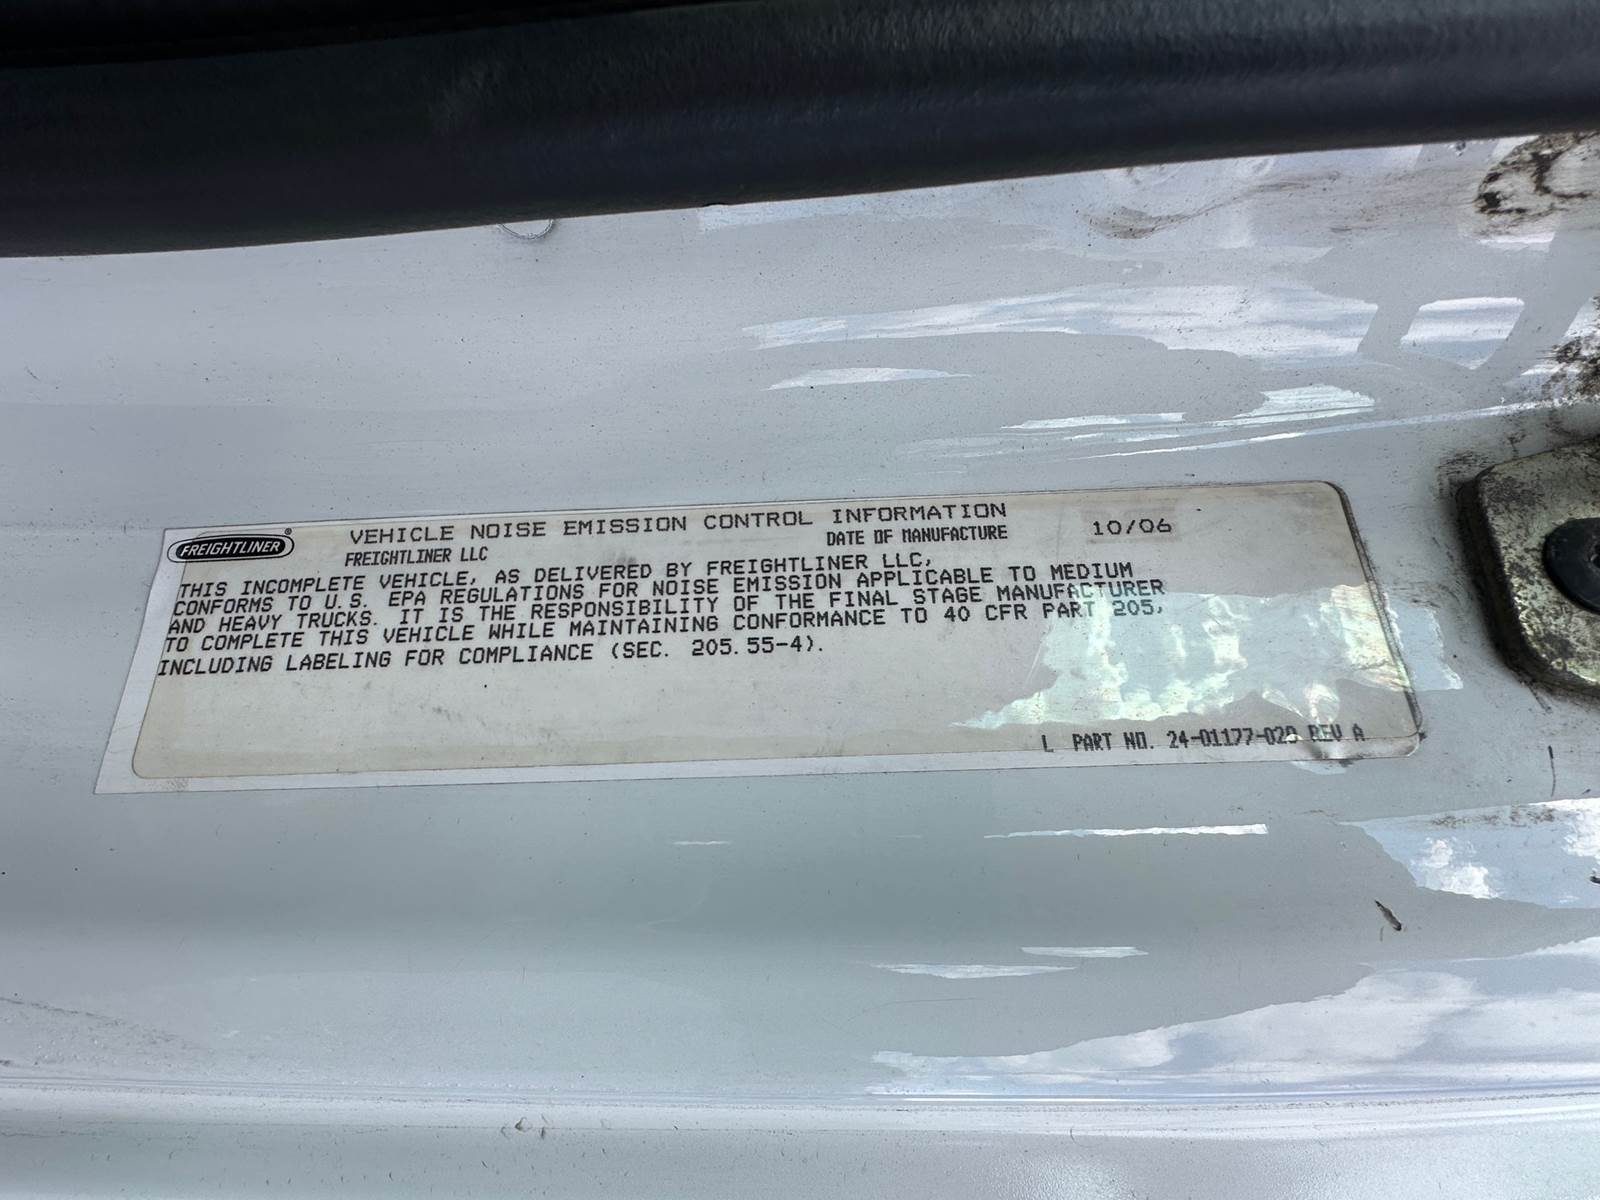 FREIGHTLINER®
VEHICLE NOISE EMISSION CONTROL INFORMATION
FREIGHTLINER LLC DATE OF MANUFACTURE 10/06
THIS INCOMPLETE VEHICLE, AS DELIVERED BY FREIGHTLINER LLC,
CONFORMS TO U.S. EPA REGULATIONS FOR NOISE EMISSION APPLICABLE TO MEDIUM
AND HEAVY TRUCKS. IT IS THE RESPONSIBILITY OF THE FINAL STAGE MANUFACTURER
TO COMPLETE THIS VEHICLE WHILE MAINTAINING CONFORMANCE TO 40 CFR PART 205,
INCLUDING LABELING FOR COMPLIANCE (SEC. 205.55-4).
L PART NO. 24-01177-020 REV A